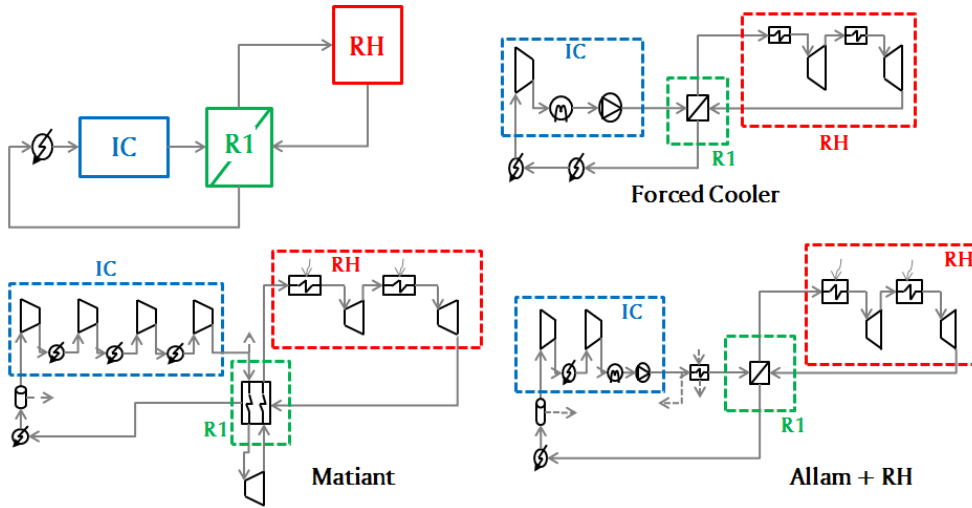 RH
IC
R1
IC
R1
RH
Forced Cooler
IC
RH
R1
Matiant
IC
RH
R1
Allam + RH